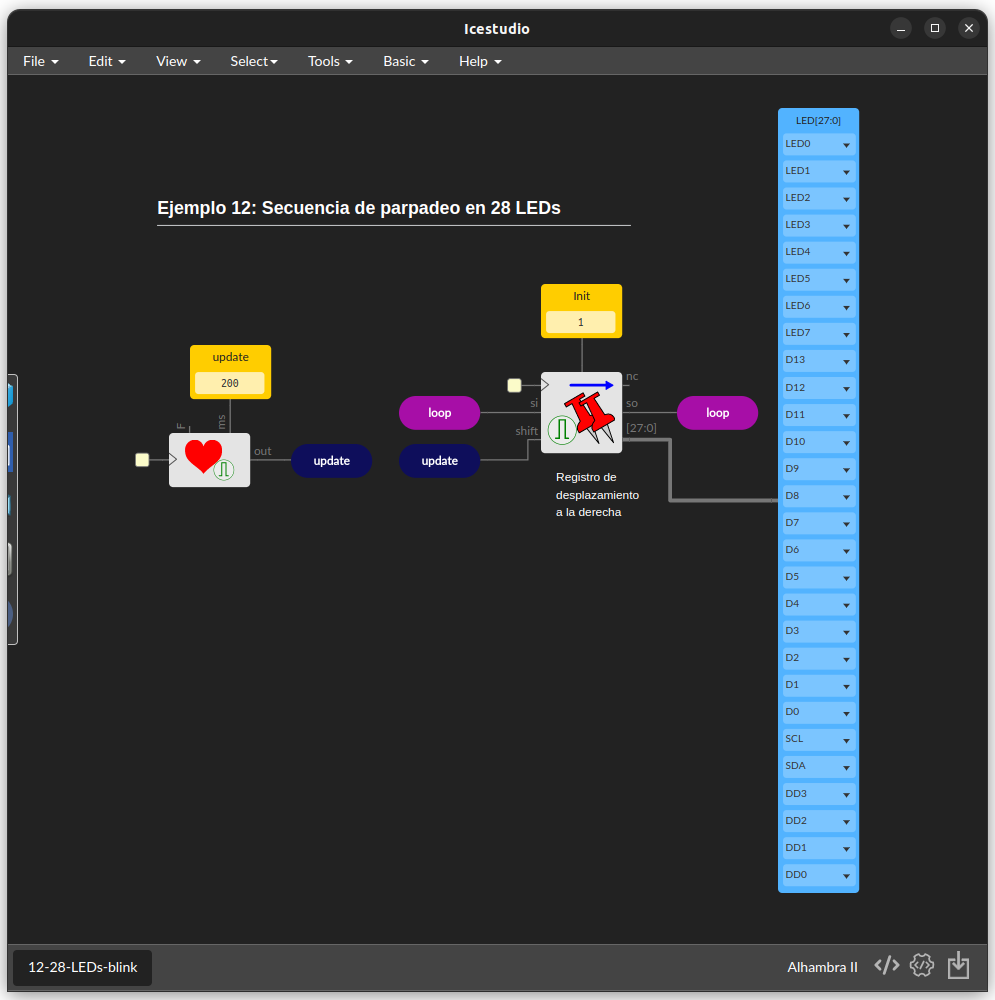 Icestudio
File Edit View Select Tools Basic Help
Ejemplo 12: Secuencia de parpadeo en 28 LEDs
update
200
F
ms
out
update
Init
1
nc
si
so
shift
[27:0]
loop
update
loop
Registro de
desplazamiento
a la derecha
LED[27:0]
LED0
LED1
LED2
LED3
LED4
LED5
LED6
LED7
D13
D12
D11
D10
D9
D8
D7
D6
D5
D4
D3
D2
D1
D0
SCL
SDA
DD3
DD2
DD1
DD0
12-28-LEDs-blink
Alhambra II